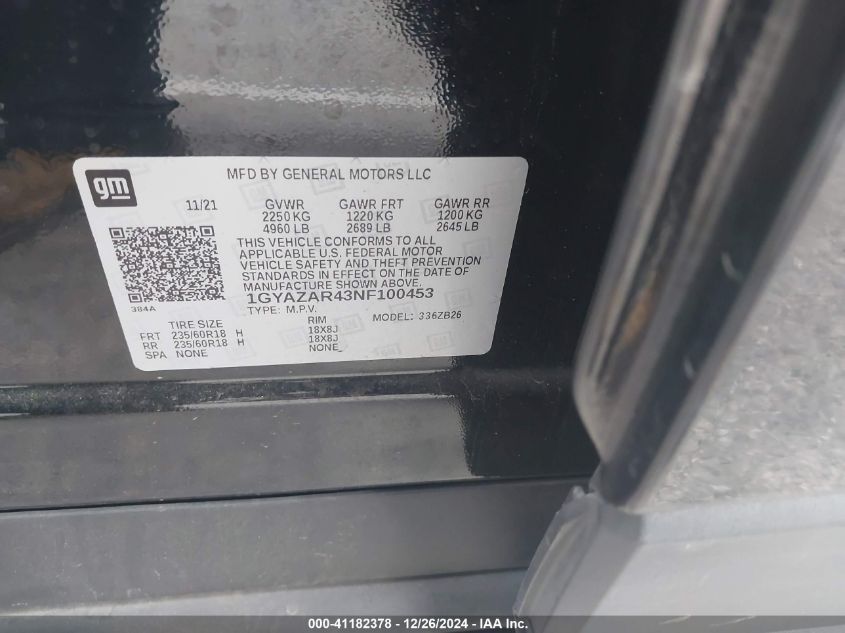 gm
MFD BY GENERAL MOTORS LLC
11/21 GVWR GAWR FRT GAWR RR
2250 KG 1220 KG 1200 KG
4960 LB 2689 LB 2645 LB
THIS VEHICLE CONFORMS TO ALL
APPLICABLE U.S. FEDERAL MOTOR
VEHICLE SAFETY AND THEFT PREVENTION
STANDARDS IN EFFECT ON THE DATE OF
MANUFACTURE SHOWN ABOVE.
384A 1GYAZAR43NF100453
TYPE: M.P.V. MODEL: 336ZB26
TIRE SIZE RIM
FRT 235/60R18 H 18X8J
RR 235/60R18 H 18X8J
SPA NONE NONE
000-41182378 - 12/26/2024 - IAA Inc.